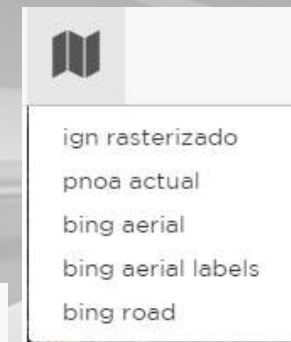 ign rasterizado
pnoa actual
bing aerial
bing aerial labels
bing road